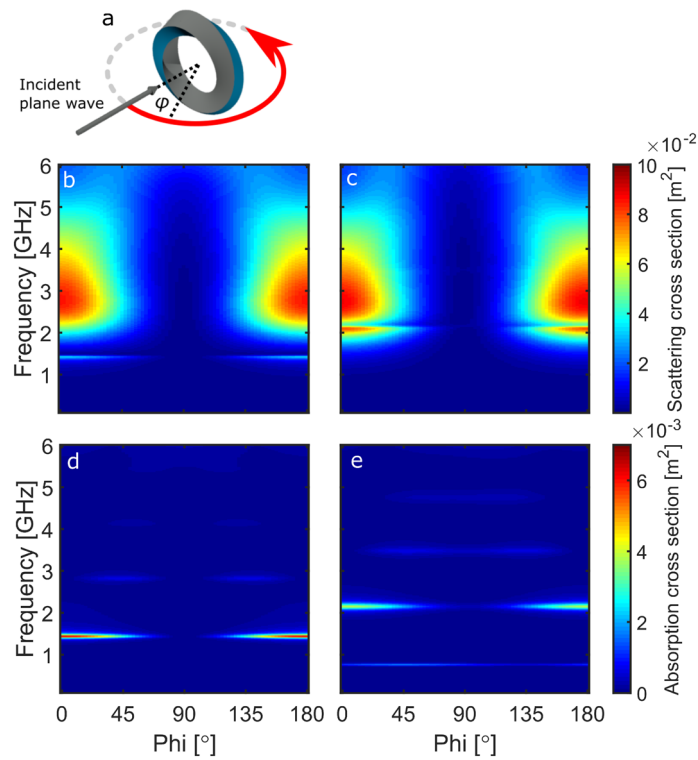 a
Incident
plane wave
φ
b
c
6
5
4
3
2
1
Frequency [GHz]
×10-2
10
8
6
4
2
Scattering cross section [m²]
d
e
6
5
4
3
2
1
Frequency [GHz]
0 45 90 135 180
Phi [°]
0 45 90 135 180
Phi [°]
×10-3
6
4
2
0
Absorption cross section [m²]